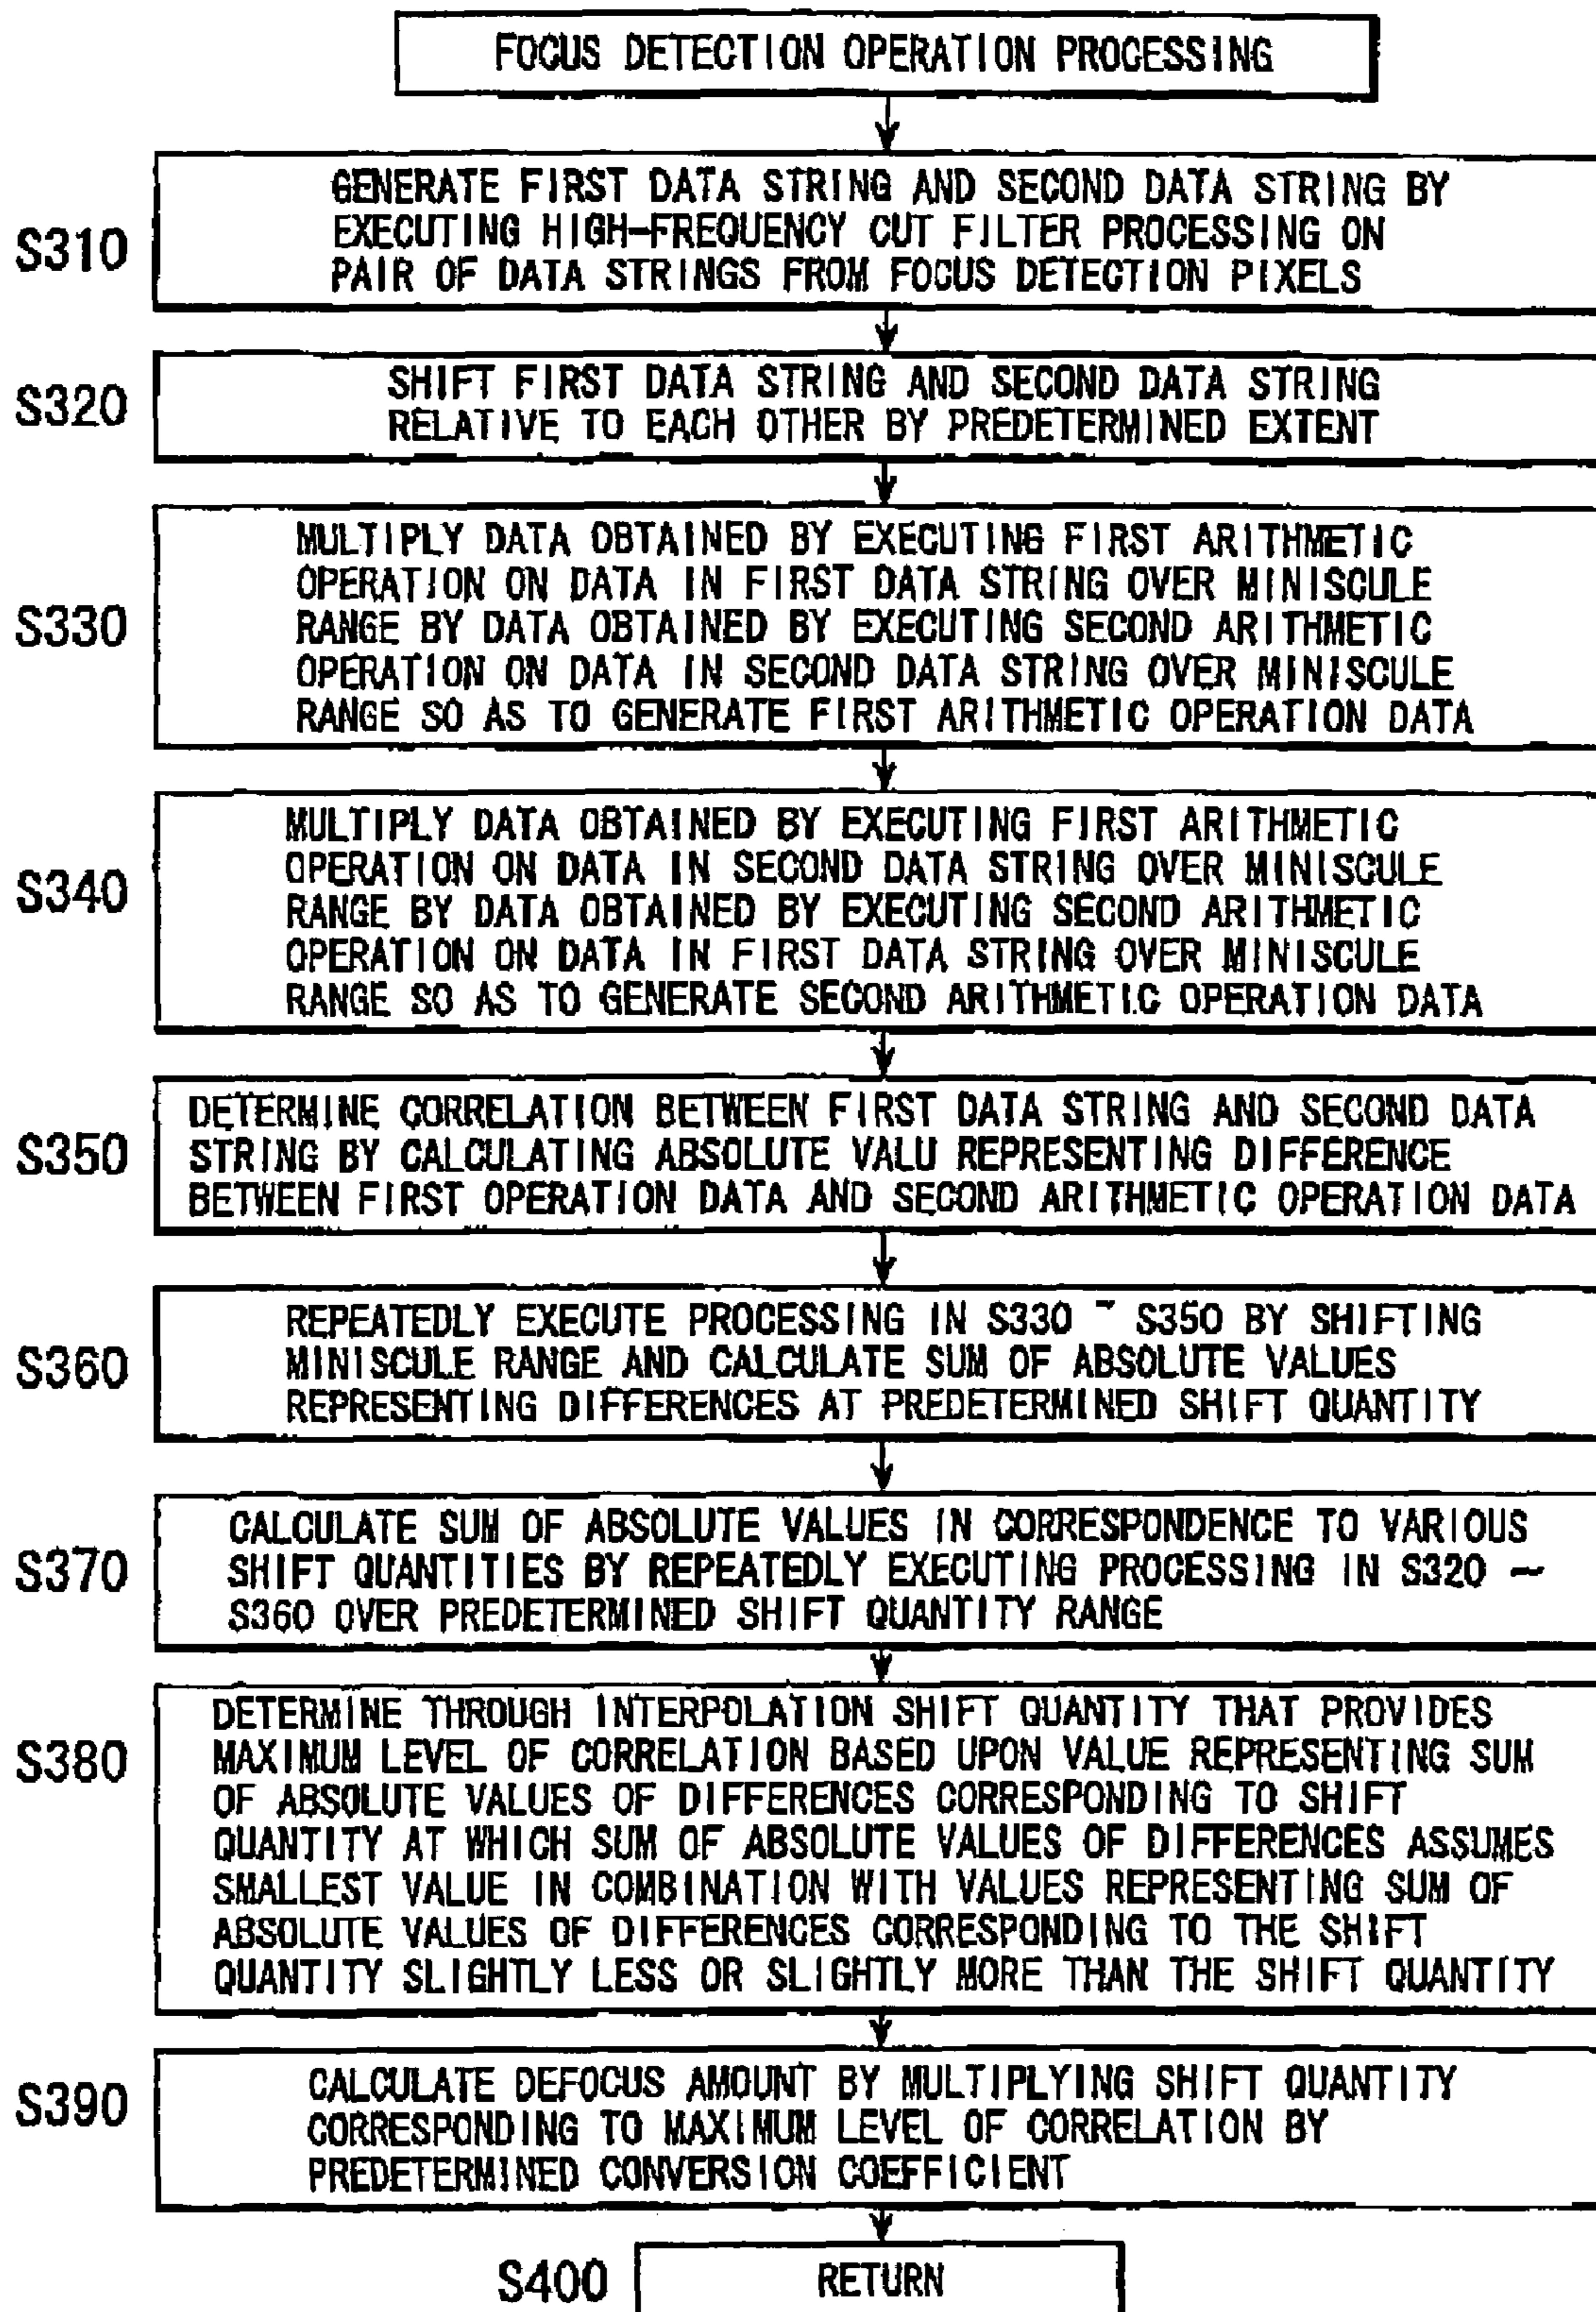 FOCUS DETECTION OPERATION PROCESSING
S310
GENERATE FIRST DATA STRING AND SECOND DATA STRING BY
EXECUTING HIGH-FREQUENCY CUT FILTER PROCESSING ON
PAIR OF DATA STRINGS FROM FOCUS DETECTION PIXELS
S320
SHIFT FIRST DATA STRING AND SECOND DATA STRING
RELATIVE TO EACH OTHER BY PREDETERMINED EXTENT
S330
MULTIPLY DATA OBTAINED BY EXECUTING FIRST ARITHMETIC
OPERATION ON DATA IN FIRST DATA STRING OVER MINISCULE
RANGE BY DATA OBTAINED BY EXECUTING SECOND ARITHMETIC
OPERATION ON DATA IN SECOND DATA STRING OVER MINISCULE
RANGE SO AS TO GENERATE FIRST ARITHMETIC OPERATION DATA
S340
MULTIPLY DATA OBTAINED BY EXECUTING FIRST ARITHMETIC
OPERATION ON DATA IN SECOND DATA STRING OVER MINISCULE
RANGE BY DATA OBTAINED BY EXECUTING SECOND ARITHMETIC
OPERATION ON DATA IN FIRST DATA STRING OVER MINISCULE
RANGE SO AS TO GENERATE SECOND ARITHMETIC OPERATION DATA
S350
DETERMINE CORRELATION BETWEEN FIRST DATA STRING AND SECOND DATA
STRING BY CALCULATING ABSOLUTE VALU REPRESENTING DIFFERENCE
BETWEEN FIRST OPERATION DATA AND SECOND ARITHMETIC OPERATION DATA
S360
REPEATEDLY EXECUTE PROCESSING IN S330 ~ S350 BY SHIFTING
MINISCULE RANGE AND CALCULATE SUM OF ABSOLUTE VALUES
REPRESENTING DIFFERENCES AT PREDETERMINED SHIFT QUANTITY
S370
CALCULATE SUM OF ABSOLUTE VALUES IN CORRESPONDENCE TO VARIOUS
SHIFT QUANTITIES BY REPEATEDLY EXECUTING PROCESSING IN S320 ~
S360 OVER PREDETERMINED SHIFT QUANTITY RANGE
S380
DETERMINE THROUGH INTERPOLATION SHIFT QUANTITY THAT PROVIDES
MAXIMUM LEVEL OF CORRELATION BASED UPON VALUE REPRESENTING SUM
OF ABSOLUTE VALUES OF DIFFERENCES CORRESPONDING TO SHIFT
QUANTITY AT WHICH SUM OF ABSOLUTE VALUES OF DIFFERENCES ASSUMES
SMALLEST VALUE IN COMBINATION WITH VALUES REPRESENTING SUM OF
ABSOLUTE VALUES OF DIFFERENCES CORRESPONDING TO THE SHIFT
QUANTITY SLIGHTLY LESS OR SLIGHTLY MORE THAN THE SHIFT QUANTITY
S390
CALCULATE DEFOCUS AMOUNT BY MULTIPLYING SHIFT QUANTITY
CORRESPONDING TO MAXIMUM LEVEL OF CORRELATION BY
PREDETERMINED CONVERSION COEFFICIENT
S400
RETURN